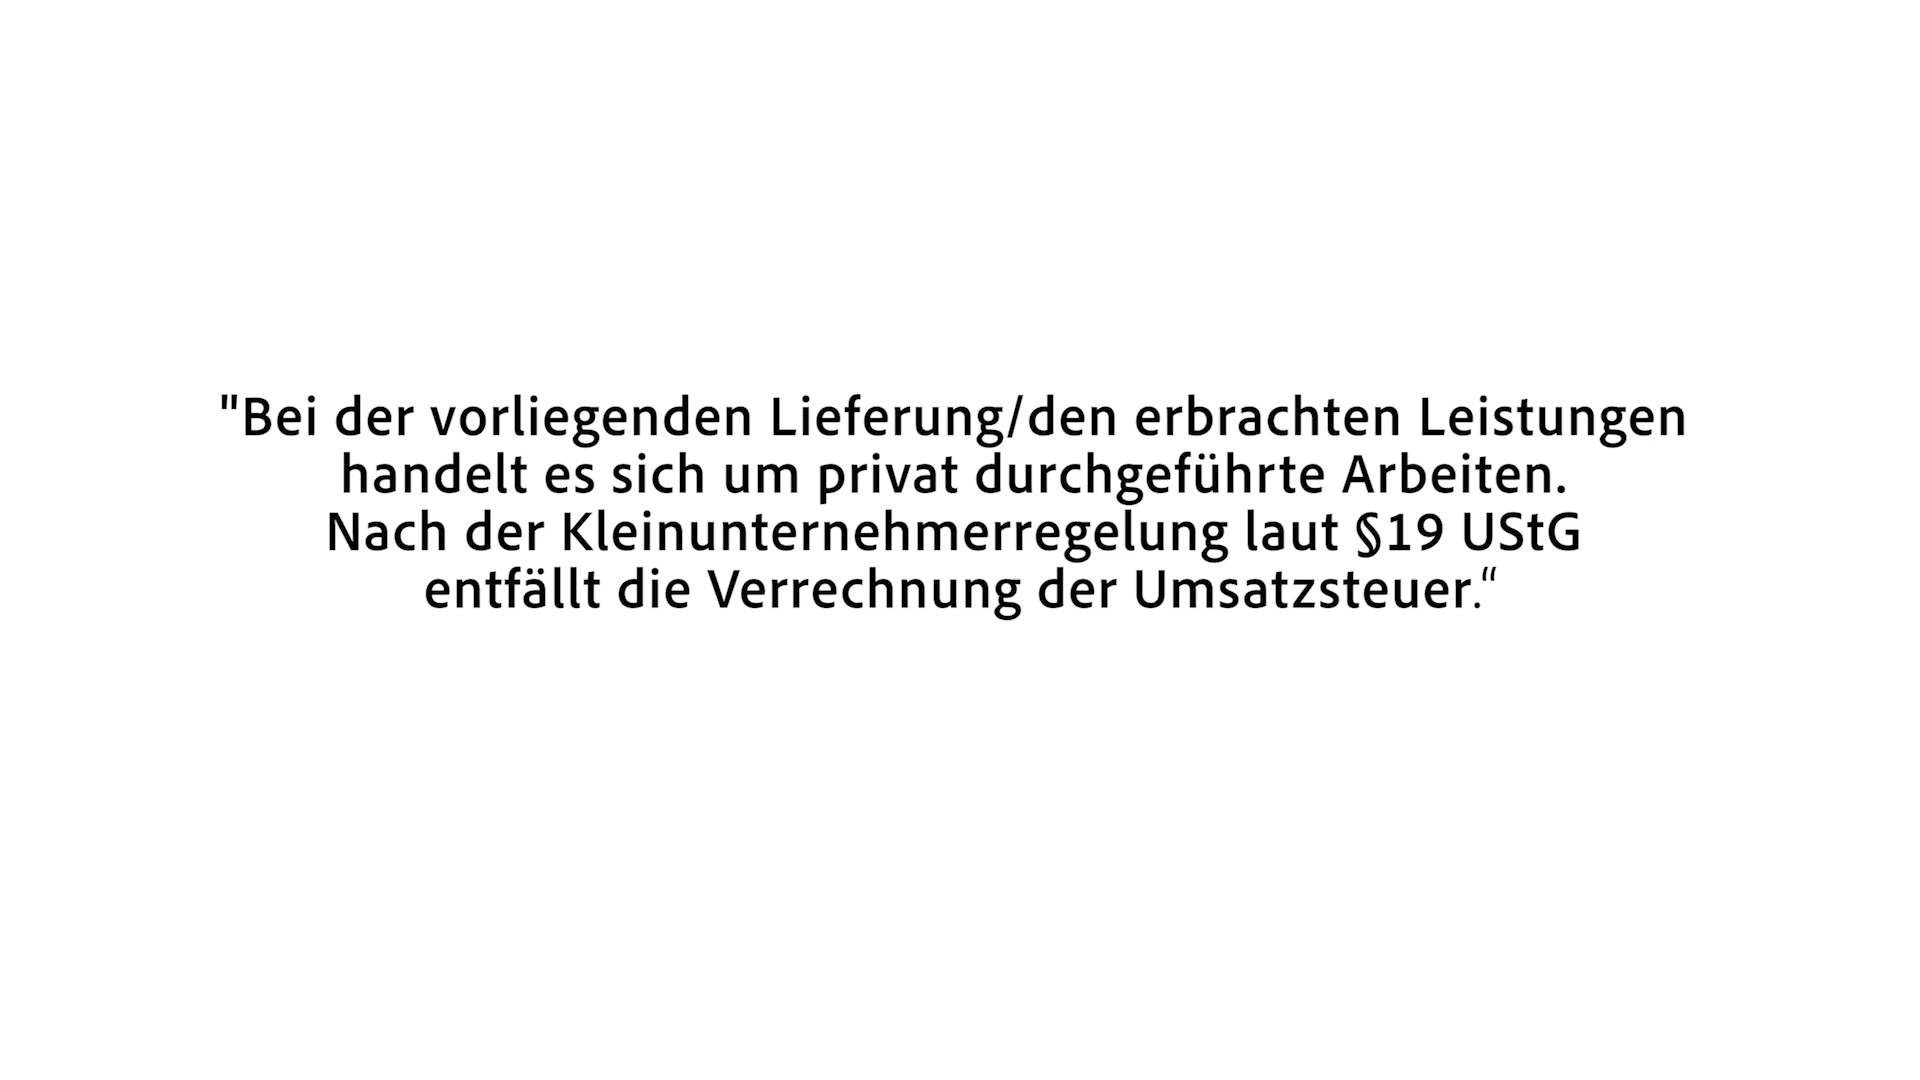 "Bei der vorliegenden Lieferung/den erbrachten Leistungen
handelt es sich um privat durchgeführte Arbeiten.
Nach der Kleinunternehmerregelung laut §19 UStG
entfällt die Verrechnung der Umsatzsteuer.“